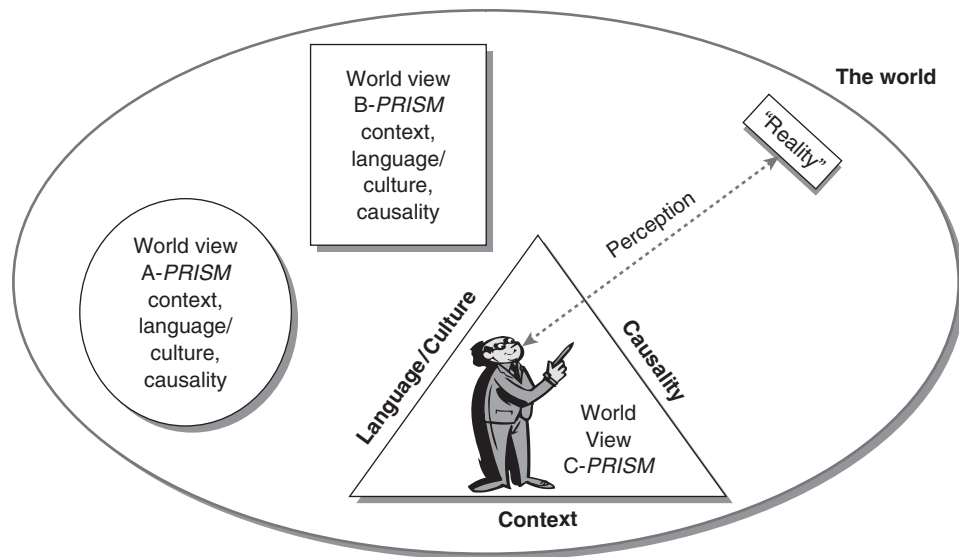 The world
World view
B-PRISM
context,
language/
culture,
causality
“Reality”
World view
A-PRISM
context,
language/
culture,
causality
Perception
Language/Culture
Causality
World
View
C-PRISM
Context